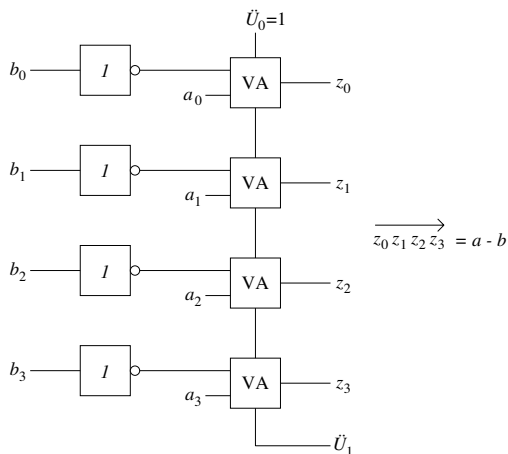 Ü₀=1
b₀ 1 VA z₀
a₀
b₁ 1 VA z₁
a₁
z₀ z₁ z₂ z₃ = a - b
b₂ 1 VA z₂
a₂
b₃ 1 VA z₃
a₃
Ü₁